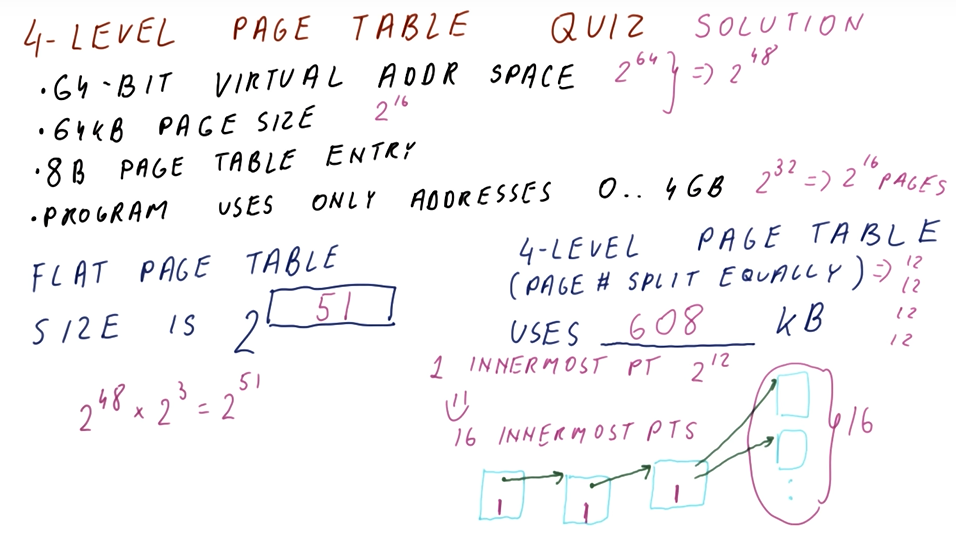 4-LEVEL PAGE TABLE QUIZ SOLUTION
• 64-BIT VIRTUAL ADDR SPACE 2^64 } => 2^48
• 64kB PAGE SIZE 2^16
• 8B PAGE TABLE ENTRY
• PROGRAM USES ONLY ADDRESSES 0.. 4GB 2^32 => 2^16 PAGES
FLAT PAGE TABLE
SIZE IS 2^51
2^48 x 2^3 = 2^51
4-LEVEL PAGE TABLE
(PAGE # SPLIT EQUALLY) => 12
12
12
12
USES 608 kB
1 INNERMOST PT 2^12
16 INNERMOST PTS
1 1 1
16